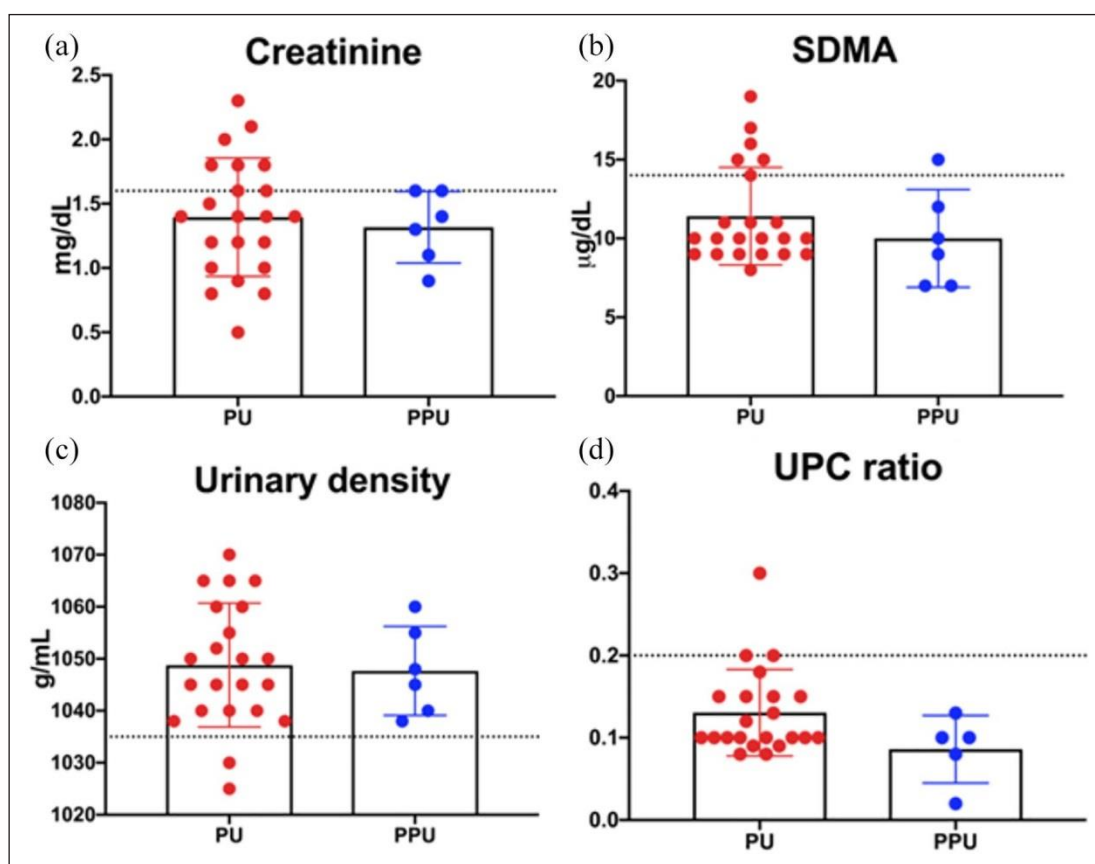 (a)
Creatinine
2.5
2.0
1.5
1.0
0.5
0.0
mg/dL
PU
PPU
(b)
SDMA
20
15
10
5
0
µg/dL
PU
PPU
(c)
Urinary density
1080
1070
1060
1050
1040
1030
1020
g/mL
PU
PPU
(d)
UPC ratio
0.4
0.3
0.2
0.1
0.0
PU
PPU